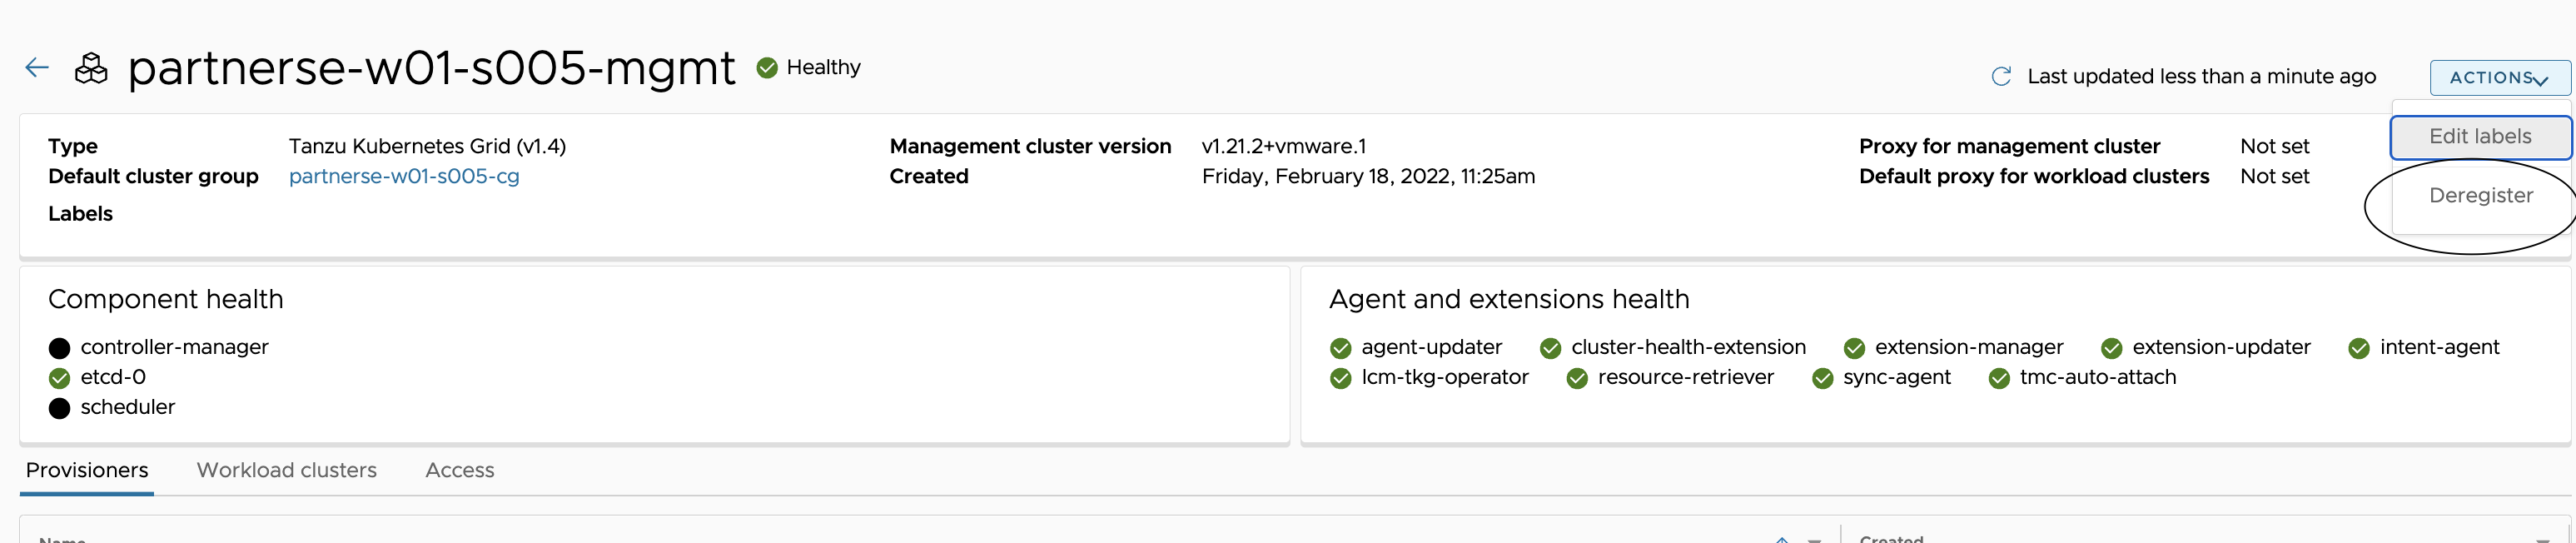 partnerse-w01-s005-mgmt Healthy
Last updated less than a minute ago
ACTIONS
Edit labels
Deregister
Type Tanzu Kubernetes Grid (v1.4)
Default cluster group partnerse-w01-s005-cg
Labels
Management cluster version v1.21.2+vmware.1
Created Friday, February 18, 2022, 11:25am
Proxy for management cluster Not set
Default proxy for workload clusters Not set
Component health
controller-manager
etcd-0
scheduler
Agent and extensions health
agent-updater cluster-health-extension extension-manager extension-updater intent-agent
lcm-tkg-operator resource-retriever sync-agent tmc-auto-attach
Provisioners Workload clusters Access
Name Created